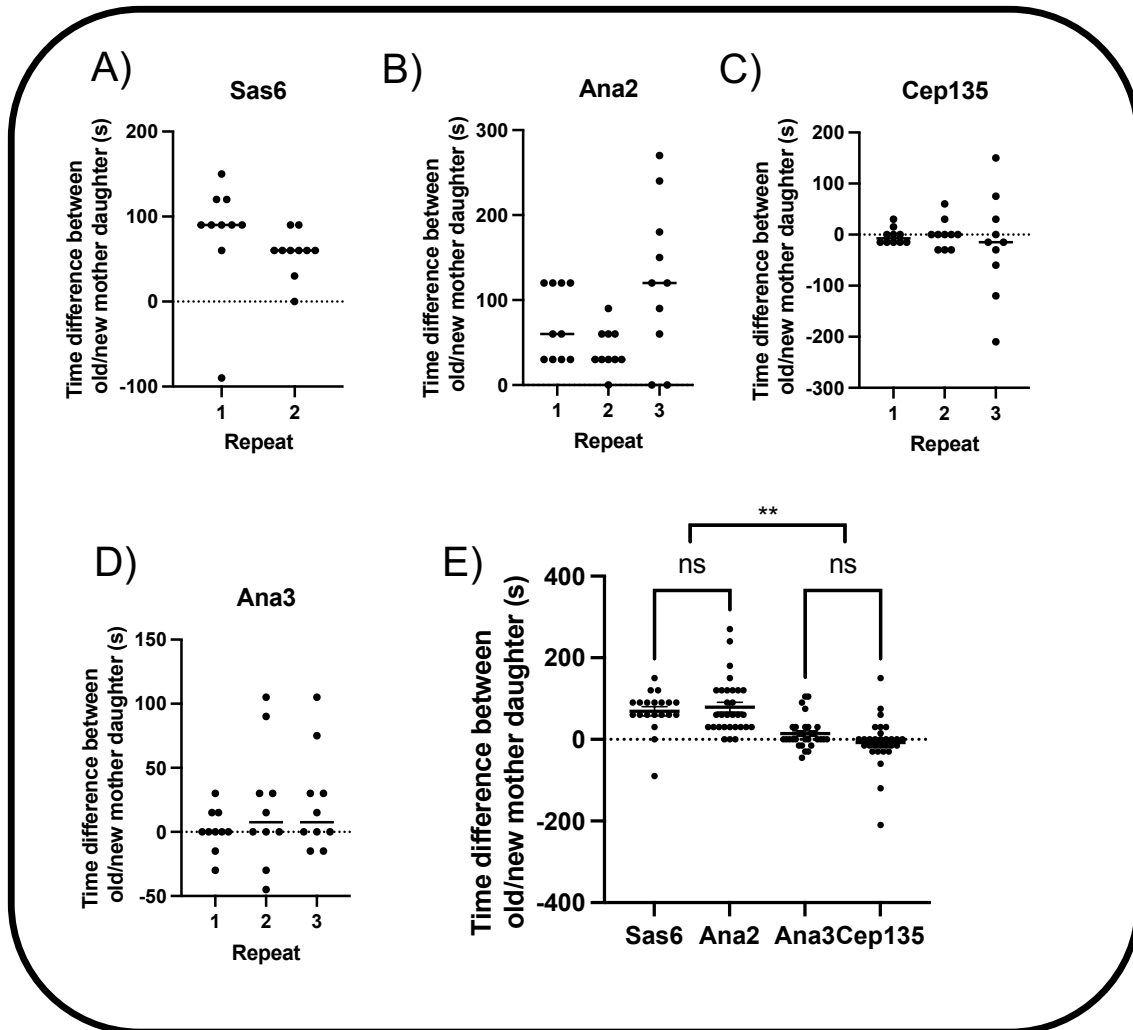 A)
Sas6
Time difference between
old/new mother daughter (s)
200
100
0
-100
1 2
Repeat
B)
Ana2
Time difference between
old/new mother daughter (s)
300
200
100
0
1 2 3
Repeat
C)
Cep135
Time difference between
old/new mother daughter (s)
200
100
0
-100
-200
-300
1 2 3
Repeat
D)
Ana3
Time difference between
old/new mother daughter (s)
150
100
50
0
-50
1 2 3
Repeat
E)
**
ns ns
Time difference between
old/new mother daughter (s)
400
200
0
-200
-400
Sas6 Ana2 Ana3 Cep135